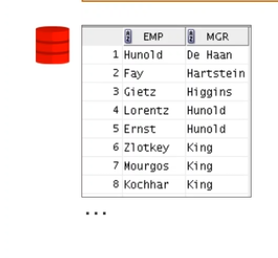 EMP MGR
1 Hunold De Haan
2 Fay Hartstein
3 Gietz Higgins
4 Lorentz Hunold
5 Ernst Hunold
6 Zlotkey King
7 Mourgos King
8 Kochhar King
...